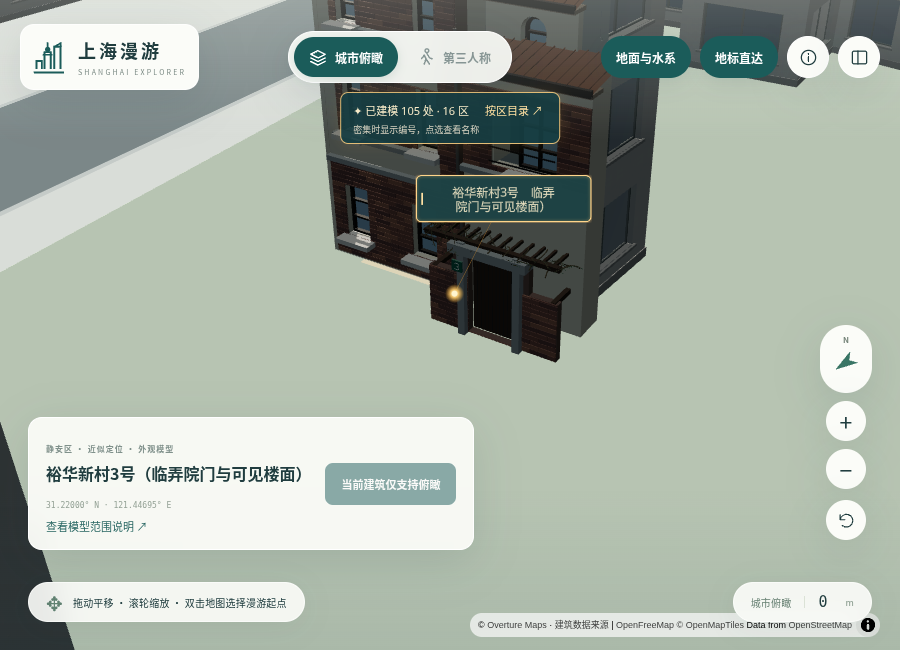 上海漫游
SHANGHAI EXPLORER
城市俯瞰
第三人称
地面与水系
地标直达
✦ 已建模 105 处 · 16 区 按区目录 ↗
密集时显示编号，点选查看名称
裕华新村3号 临弄
院门与可见楼面）
3
N
静安区 · 近似定位 · 外观模型
裕华新村3号（临弄院门与可见楼面）
当前建筑仅支持俯瞰
31.22000° N · 121.44695° E
查看模型范围说明 ↗
拖动平移 · 滚轮缩放 · 双击地图选择漫游起点
城市俯瞰 0 m
© Overture Maps · 建筑数据来源 | OpenFreeMap © OpenMapTiles Data from OpenStreetMap